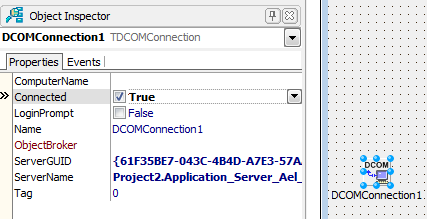 Object Inspector
DCOMConnection1 TDCOMConnection
Properties Events
ComputerName
Connected True
LoginPrompt False
Name DCOMConnection1
ObjectBroker
ServerGUID {61F35BE7-043C-4B4D-A7E3-57AA
ServerName Project2.Application_Server_Ael_
Tag 0
DCOM
DCOMConnection1